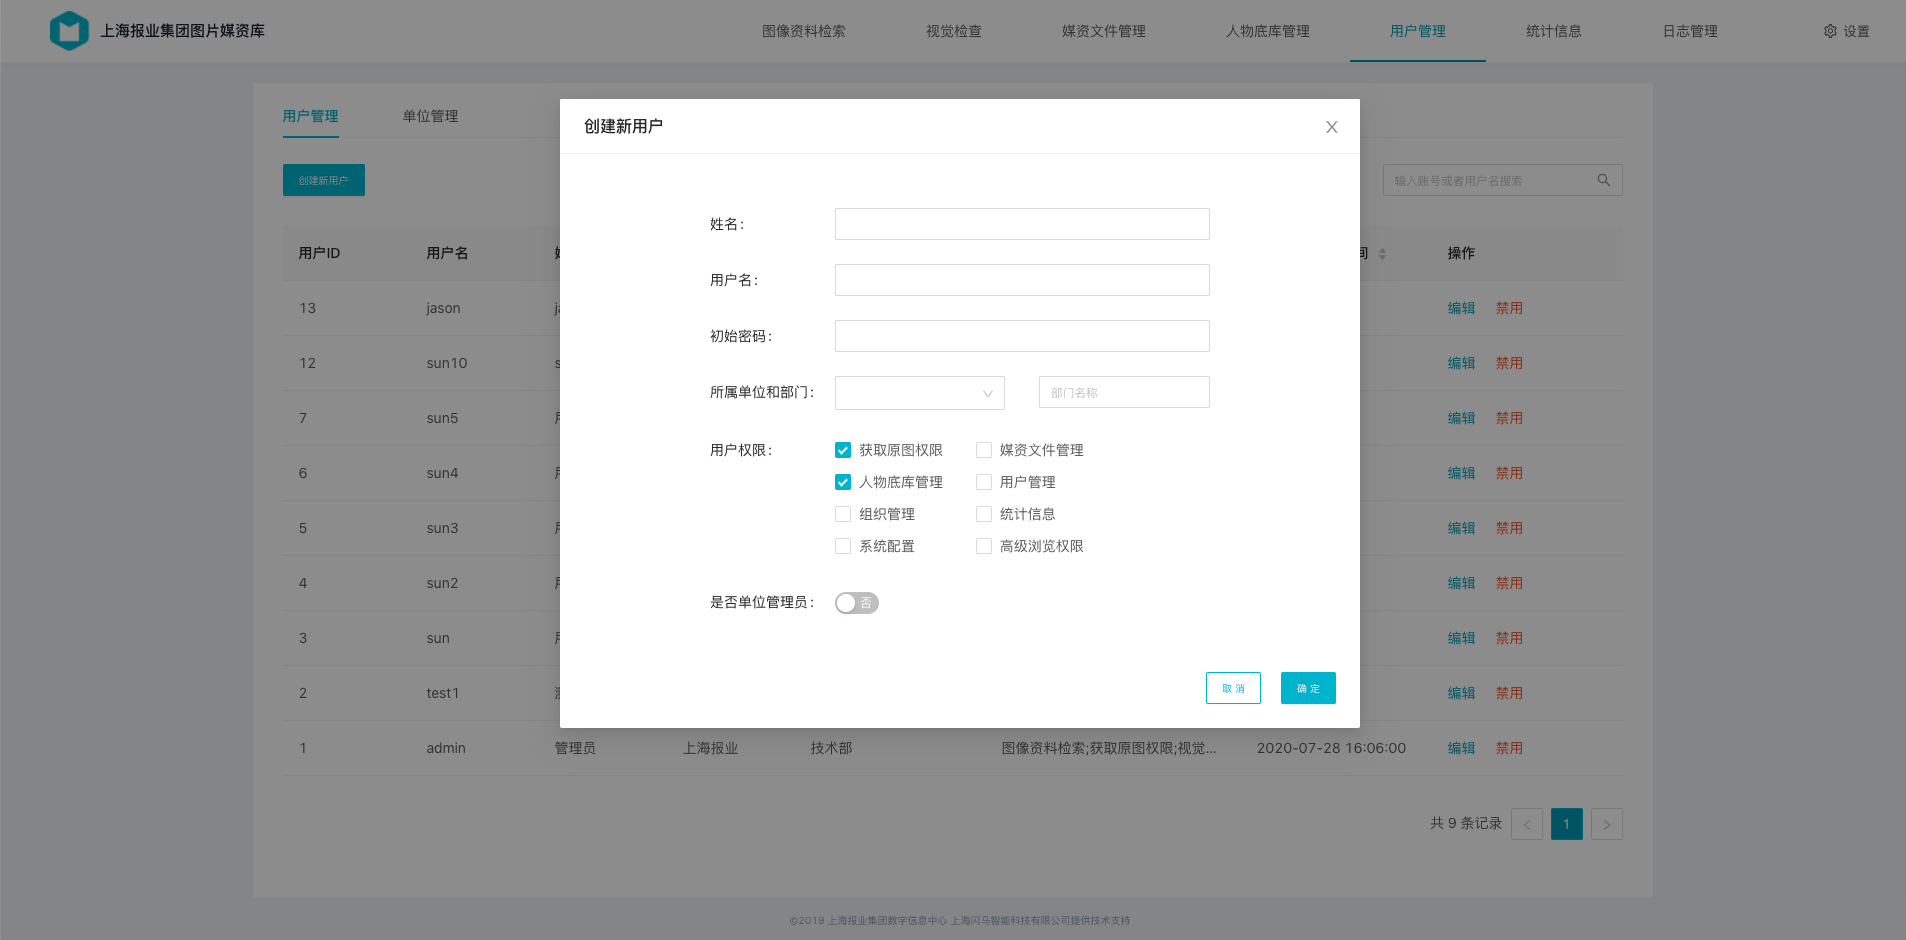 上海报业集团图片媒资库
图像资料检索 视觉检查 媒资文件管理 人物底库管理 用户管理 统计信息 日志管理 设置
用户管理 单位管理
创建新用户
输入账号或者用户名搜索
用户ID 用户名 间 操作
13 jason 编辑 禁用
12 sun10 编辑 禁用
7 sun5 编辑 禁用
6 sun4 编辑 禁用
5 sun3 编辑 禁用
4 sun2 编辑 禁用
3 sun 编辑 禁用
2 test1 编辑 禁用
1 admin 管理员 上海报业 技术部 图像资料检索;获取原图权限;视觉... 2020-07-28 16:06:00 编辑 禁用
共 9 条记录 < 1 >
©2019 上海报业集团数字信息中心 上海闪马智能科技有限公司提供技术支持
创建新用户
姓名:
用户名:
初始密码:
所属单位和部门: 部门名称
用户权限: 获取原图权限 媒资文件管理
人物底库管理 用户管理
组织管理 统计信息
系统配置 高级浏览权限
是否单位管理员: 否
取消 确定